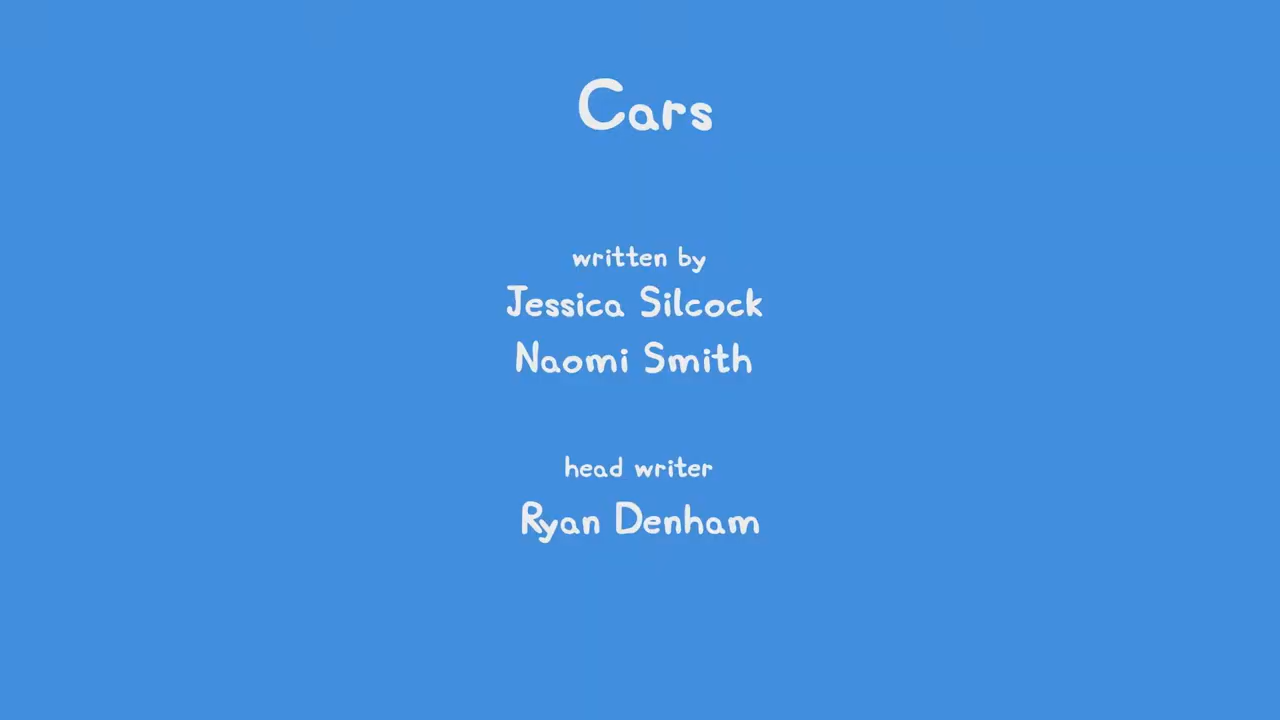 Cars
written by
Jessica Silcock
Naomi Smith
head writer
Ryan Denham